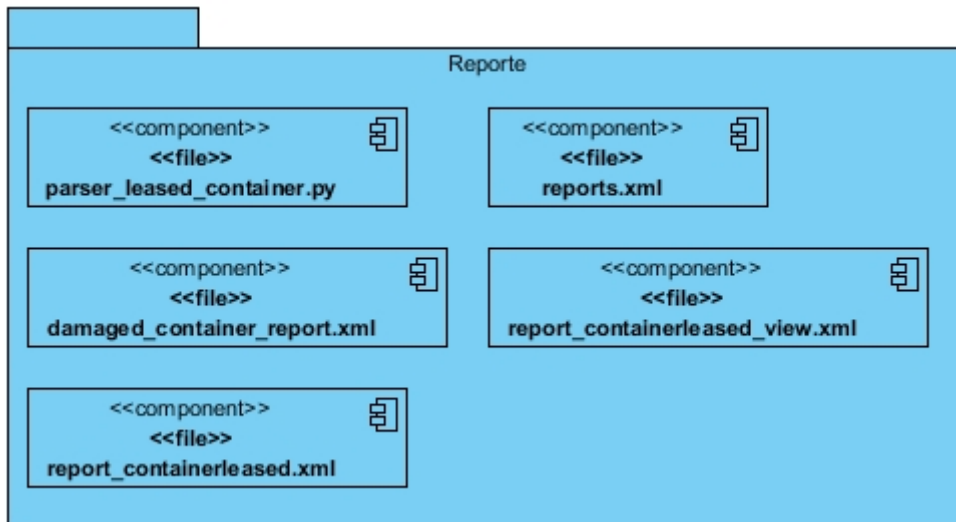 Reporte
<<component>>
<<file>>
parser_leased_container.py
<<component>>
<<file>>
reports.xml
<<component>>
<<file>>
damaged_container_report.xml
<<component>>
<<file>>
report_containerleased_view.xml
<<component>>
<<file>>
report_containerleased.xml